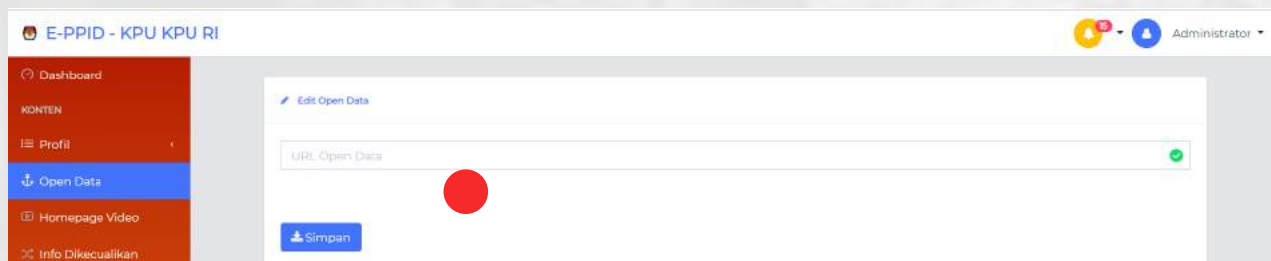 E-PPID - KPU KPU RI
15
Administrator
Dashboard
KONTEN
Profil
Open Data
Homepage Video
Info Dikecualikan
Edit Open Data
URL Open Data
Simpan